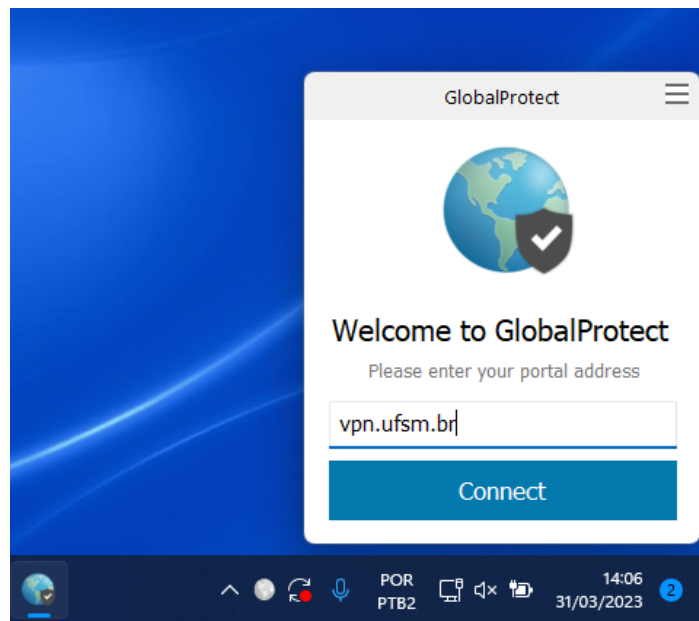 GlobalProtect
Welcome to GlobalProtect
Please enter your portal address
vpn.ufsm.br
Connect
POR
PTB2
14:06
31/03/2023
2